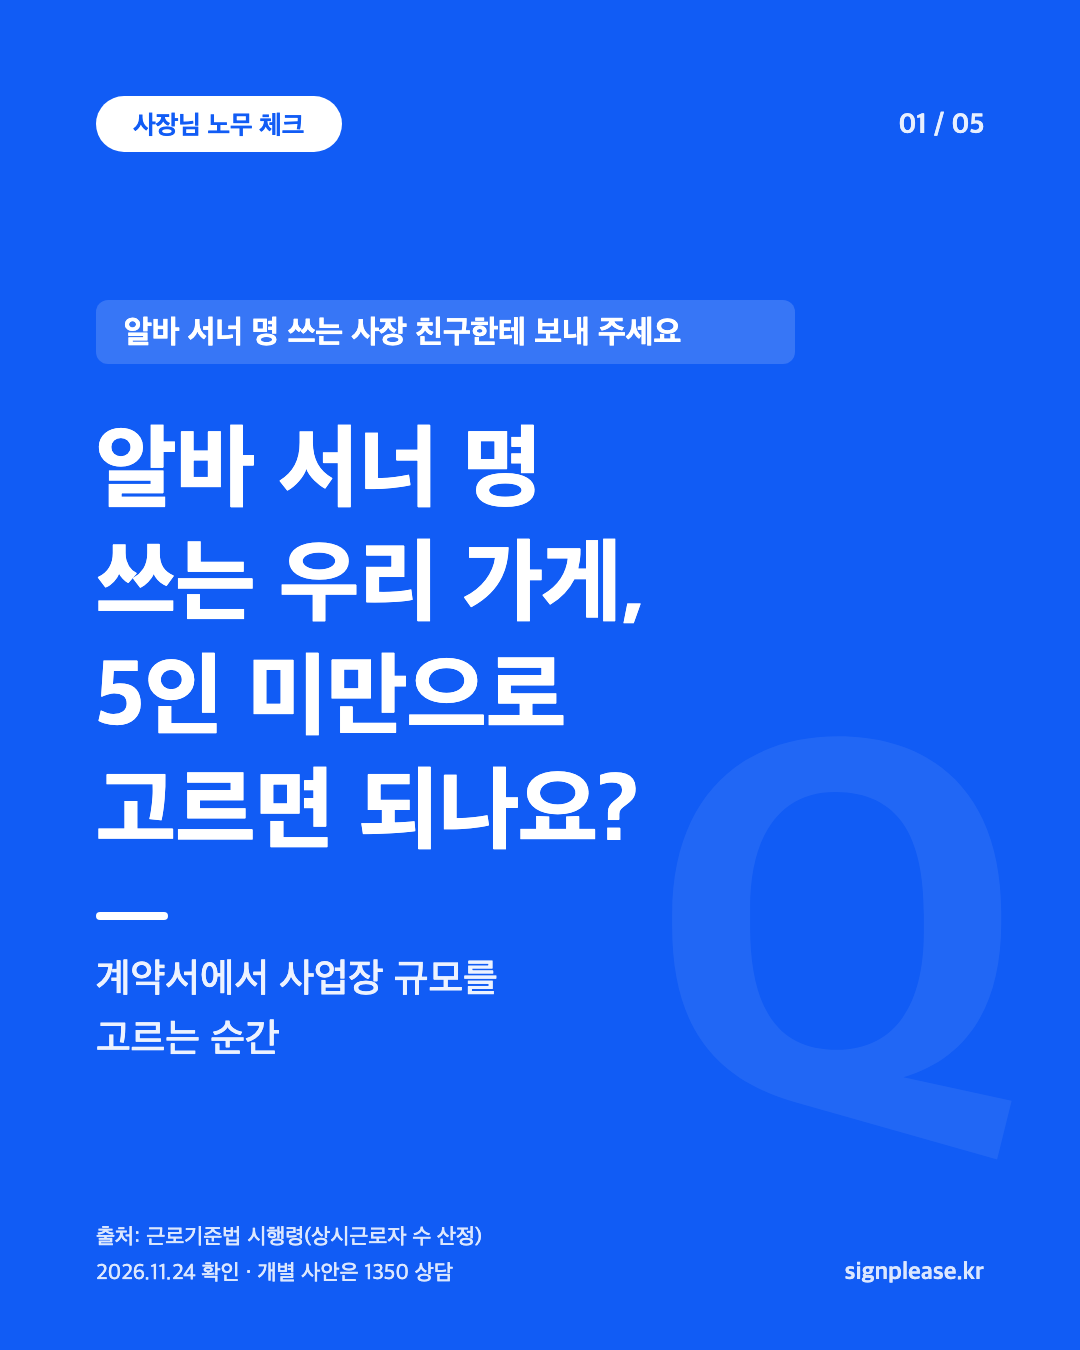 사장님 노무 체크
01 / 05
알바 서너 명 쓰는 사장 친구한테 보내 주세요
알바 서너 명
쓰는 우리 가게,
5인 미만으로
고르면 되나요?
계약서에서 사업장 규모를
고르는 순간
Q
출처: 근로기준법 시행령(상시근로자 수 산정)
2026.11.24 확인 · 개별 사안은 1350 상담
signplease.kr